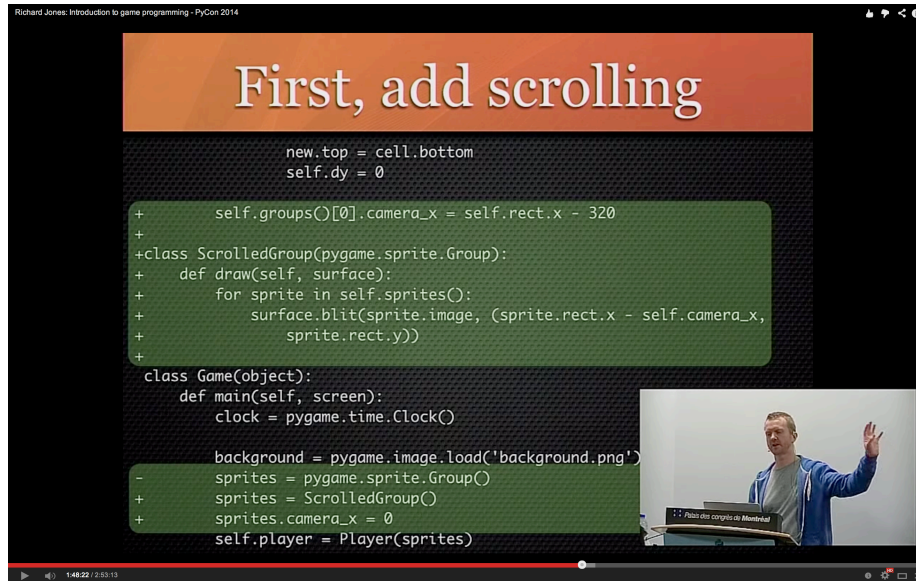 Richard Jones: Introduction to game programming - PyCon 2014
First, add scrolling
                new.top = cell.bottom
                self.dy = 0
+        self.groups()[0].camera_x = self.rect.x - 320
+
+class ScrolledGroup(pygame.sprite.Group):
+    def draw(self, surface):
+        for sprite in self.sprites():
+            surface.blit(sprite.image, (sprite.rect.x - self.camera_x,
+                sprite.rect.y))
+
 class Game(object):
     def main(self, screen):
         clock = pygame.time.Clock()
         background = pygame.image.load('background.png')
-        sprites = pygame.sprite.Group()
+        sprites = ScrolledGroup()
+        sprites.camera_x = 0
         self.player = Player(sprites)
Palais des congrès de Montréal
1:48:22 / 2:53:13
HD